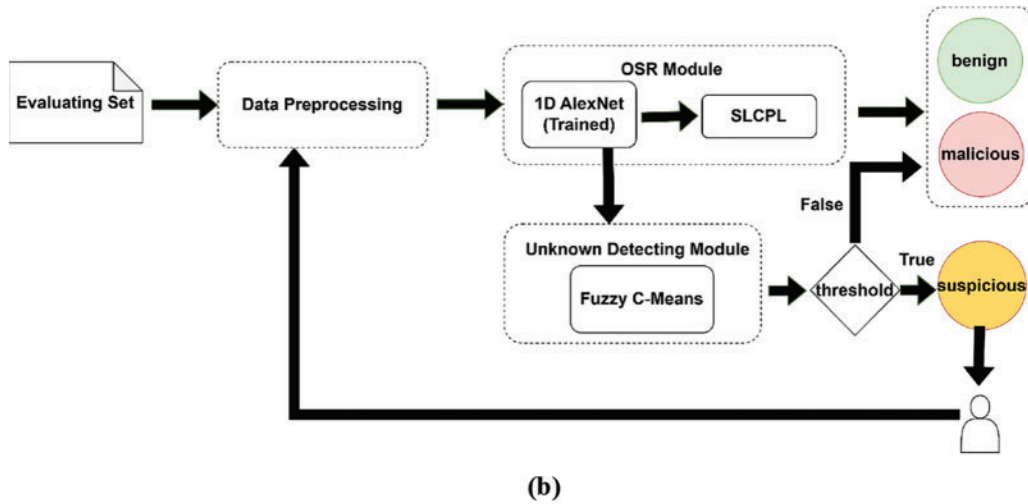 Evaluating Set
Data Preprocessing
OSR Module
1D AlexNet
(Trained)
SLCPL
benign
malicious
Unknown Detecting Module
Fuzzy C-Means
False
threshold
True
suspicious
(b)